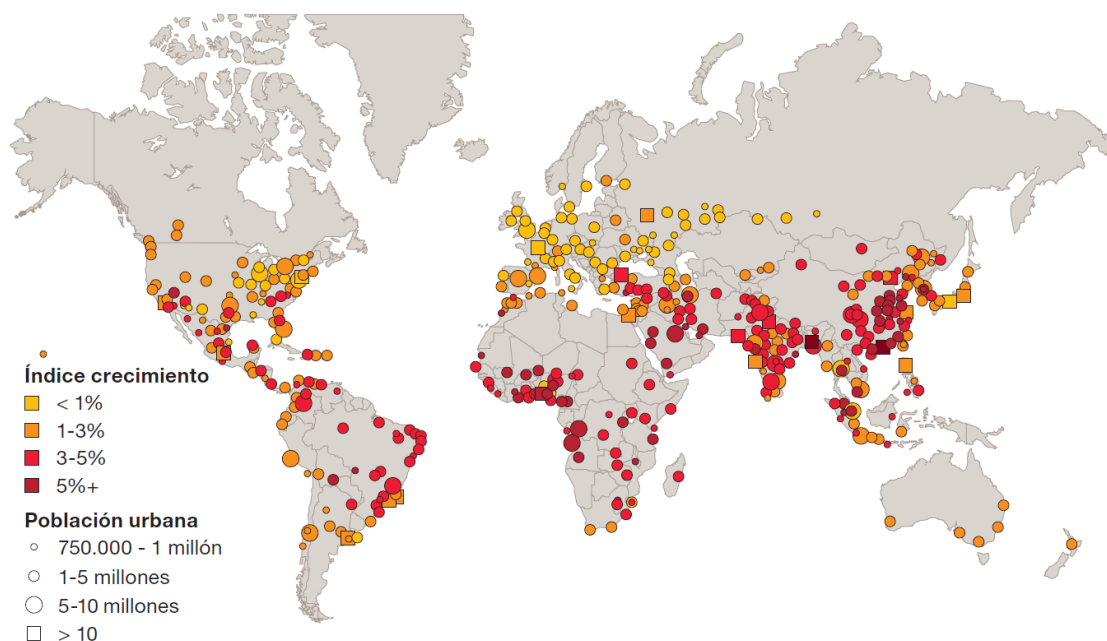 Índice crecimiento
< 1%
1-3%
3-5%
5%+
Población urbana
750.000 - 1 millón
1-5 millones
5-10 millones
> 10